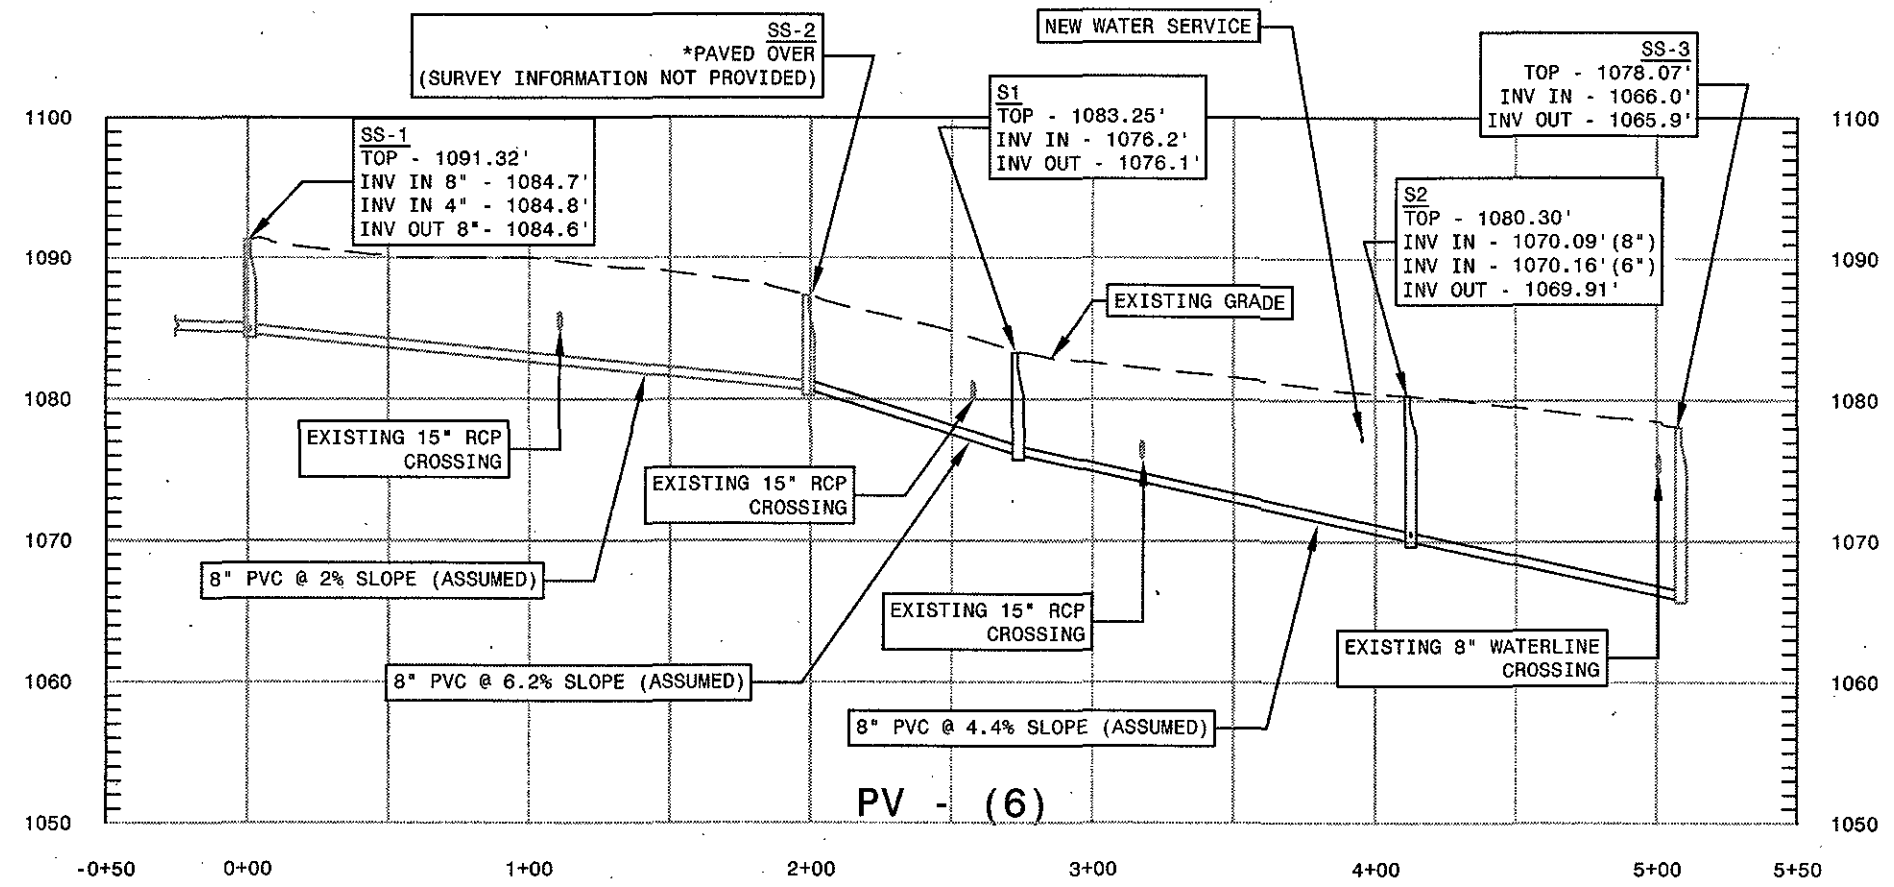 SS-2
*PAVED OVER
(SURVEY INFORMATION NOT PROVIDED)
NEW WATER SERVICE
SS-3
TOP - 1078.07'
INV IN - 1066.0'
INV OUT - 1065.9'
S1
TOP - 1083.25'
INV IN - 1076.2'
INV OUT - 1076.1'
SS-1
TOP - 1091.32'
INV IN 8" - 1084.7'
INV IN 4" - 1084.8'
INV OUT 8"- 1084.6'
S2
TOP - 1080.30'
INV IN - 1070.09'(8")
INV IN - 1070.16'(6")
INV OUT - 1069.91'
EXISTING GRADE
EXISTING 15" RCP
CROSSING
EXISTING 15" RCP
CROSSING
8" PVC @ 2% SLOPE (ASSUMED)
EXISTING 15" RCP
CROSSING
EXISTING 8" WATERLINE
CROSSING
8" PVC @ 6.2% SLOPE (ASSUMED)
8" PVC @ 4.4% SLOPE (ASSUMED)
PV - (6)
1100
1090
1080
1070
1060
1050
1100
1090
1080
1070
1060
1050
-0+50 0+00 1+00 2+00 3+00 4+00 5+00 5+50